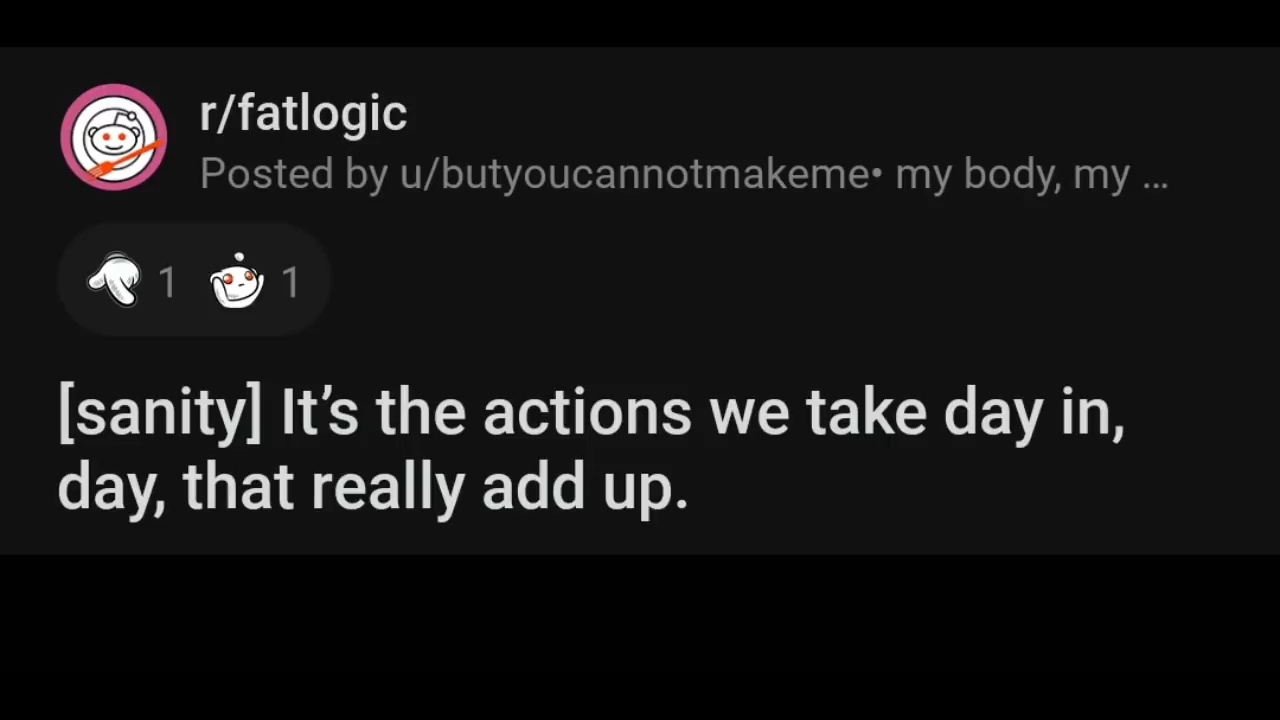 r/fatlogic
Posted by u/butyoucannotmakeme• my body, my ...
1 1
[sanity] It’s the actions we take day in,
day, that really add up.